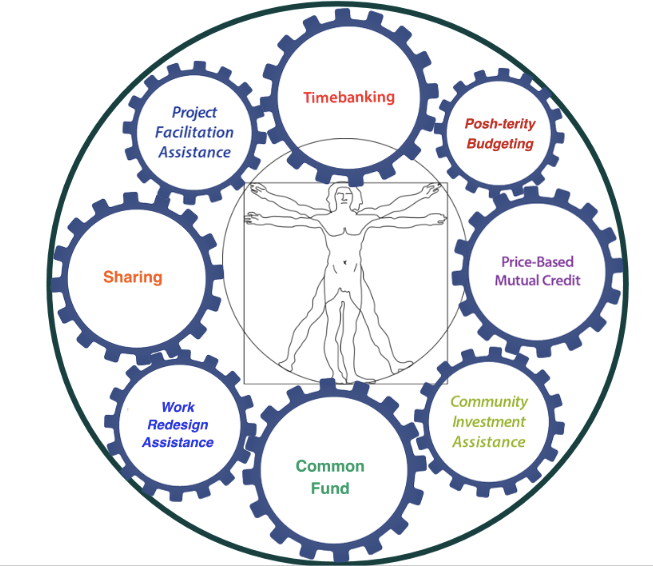 Timebanking
Project
Facilitation
Assistance
Posh-terity
Budgeting
Sharing
Price-Based
Mutual Credit
Work
Redesign
Assistance
Community
Investment
Assistance
Common
Fund